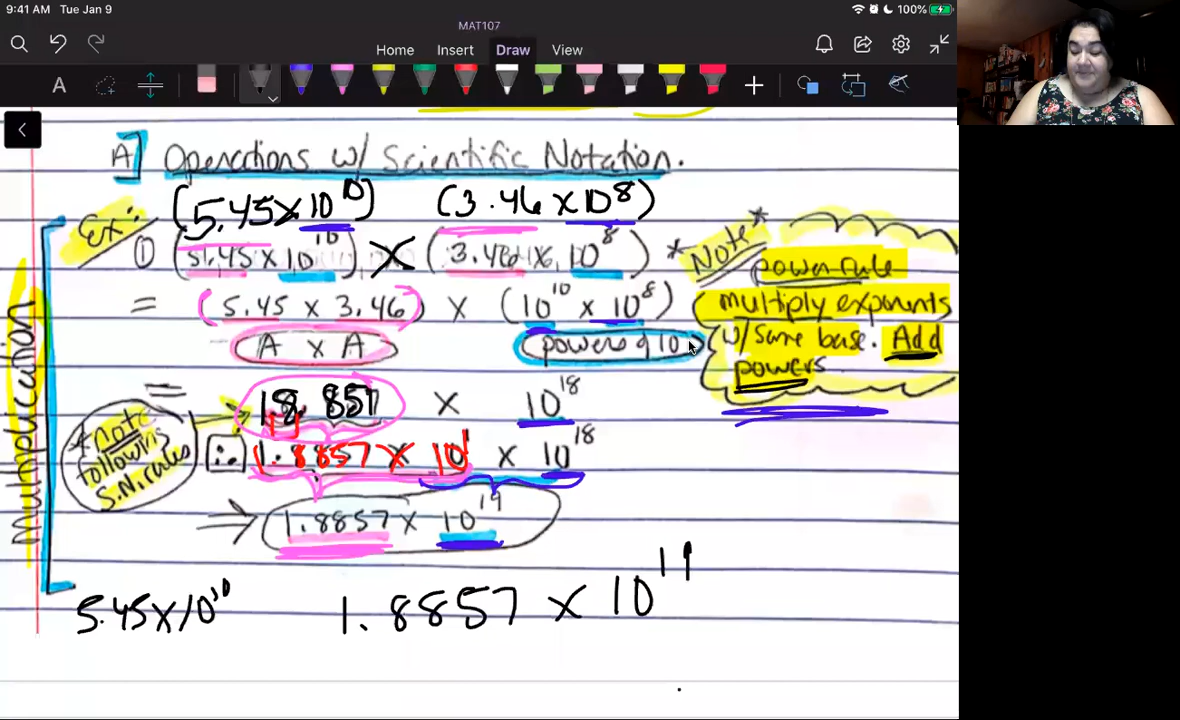 9:41 AM Tue Jan 9
100%
MAT107
Home Insert Draw View
A
A] Operations w/ Scientific Notation.
(5.45 x 10^10) (3.46 x 10^8)
Ex:
① (5.45 x 10^10) x (3.46 x 10^8)
= (5.45 x 3.46) x (10^10 x 10^8)
A x A powers of 10
*Note* power rule
multiply exponents
w/ same base. Add
powers
= 18.857 x 10^18
*note
following
S.N. rules
1.8857 x 10^1 x 10^18
⇒ 1.8857 x 10^19
Multiplication
5.45 x 10^10 1.8857 x 10^19